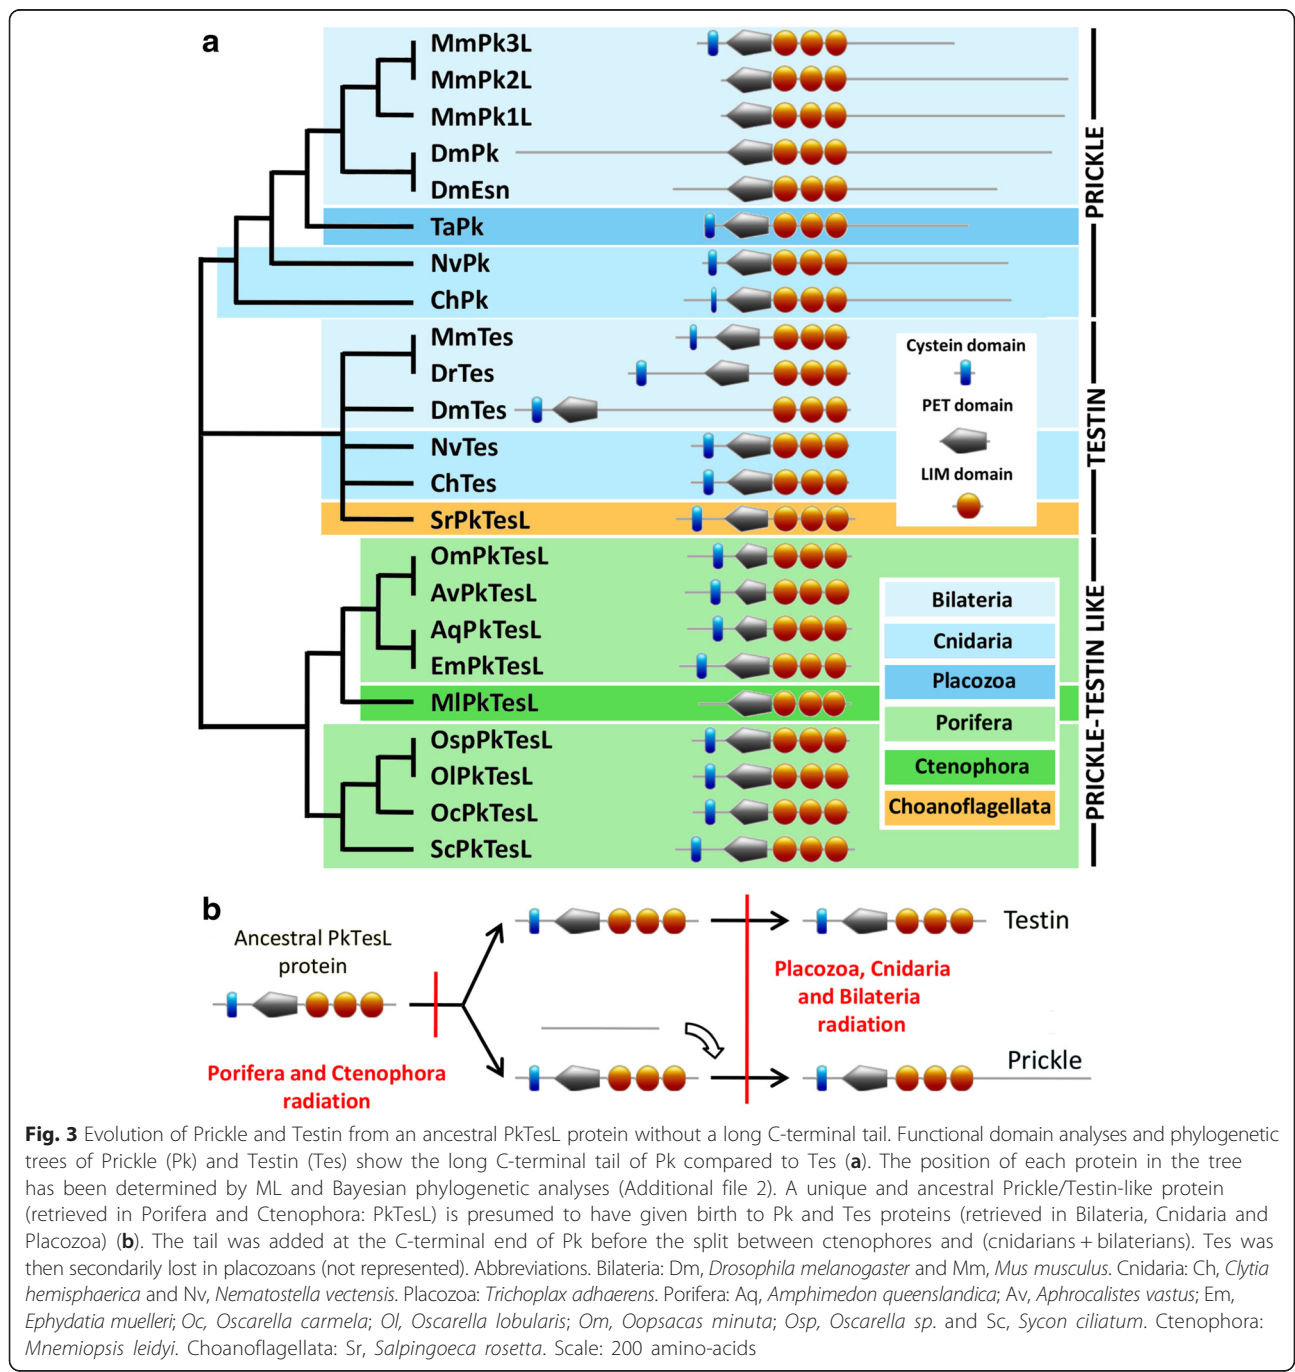 a
MmPk3L
MmPk2L
MmPk1L
DmPk
DmEsn
TaPk
NvPk
ChPk
MmTes
DrTes
DmTes
NvTes
ChTes
SrPkTesL
OmPkTesL
AvPkTesL
AqPkTesL
EmPkTesL
MlPkTesL
OspPkTesL
OlPkTesL
OcPkTesL
ScPkTesL
PRICKLE
TESTIN
PRICKLE-TESTIN LIKE
Cystein domain
PET domain
LIM domain
Bilateria
Cnidaria
Placozoa
Porifera
Ctenophora
Choanoflagellata
b
Ancestral PkTesL
protein
Porifera and Ctenophora
radiation
Placozoa, Cnidaria
and Bilateria
radiation
Testin
Prickle
Fig. 3 Evolution of Prickle and Testin from an ancestral PkTesL protein without a long C-terminal tail. Functional domain analyses and phylogenetic
trees of Prickle (Pk) and Testin (Tes) show the long C-terminal tail of Pk compared to Tes (a). The position of each protein in the tree
has been determined by ML and Bayesian phylogenetic analyses (Additional file 2). A unique and ancestral Prickle/Testin-like protein
(retrieved in Porifera and Ctenophora: PkTesL) is presumed to have given birth to Pk and Tes proteins (retrieved in Bilateria, Cnidaria and
Placozoa) (b). The tail was added at the C-terminal end of Pk before the split between ctenophores and (cnidarians + bilaterians). Tes was
then secondarily lost in placozoans (not represented). Abbreviations. Bilateria: Dm, Drosophila melanogaster and Mm, Mus musculus. Cnidaria: Ch, Clytia
hemisphaerica and Nv, Nematostella vectensis. Placozoa: Trichoplax adhaerens. Porifera: Aq, Amphimedon queenslandica; Av, Aphrocalistes vastus; Em,
Ephydatia muelleri; Oc, Oscarella carmela; Ol, Oscarella lobularis; Om, Oopsacas minuta; Osp, Oscarella sp. and Sc, Sycon ciliatum. Ctenophora:
Mnemiopsis leidyi. Choanoflagellata: Sr, Salpingoeca rosetta. Scale: 200 amino-acids